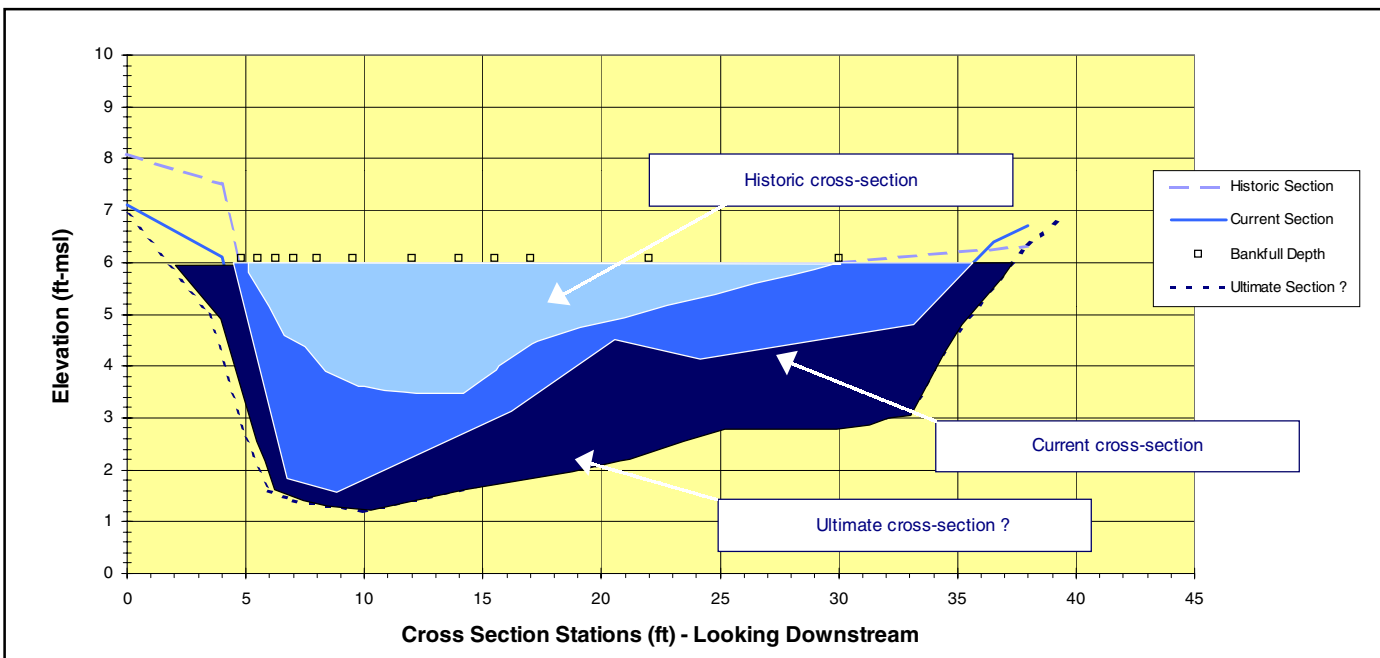 10
9
8
7
6
5
4
3
2
1
0
Elevation (ft-msl)
0 5 10 15 20 25 30 35 40 45
Cross Section Stations (ft) - Looking Downstream
Historic cross-section
Current cross-section
Ultimate cross-section ?
Historic Section
Current Section
Bankfull Depth
Ultimate Section ?